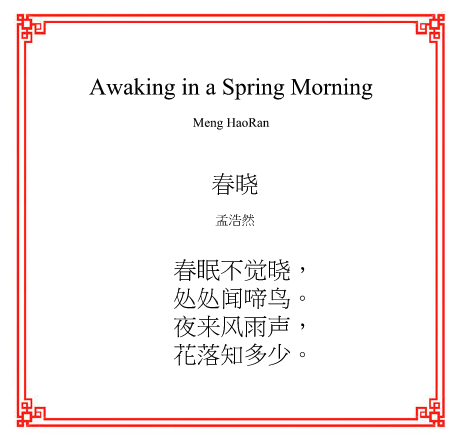 Awaking in a Spring Morning
Meng HaoRan
春晓
孟浩然
春眠不觉晓，
处处闻啼鸟。
夜来风雨声，
花落知多少。